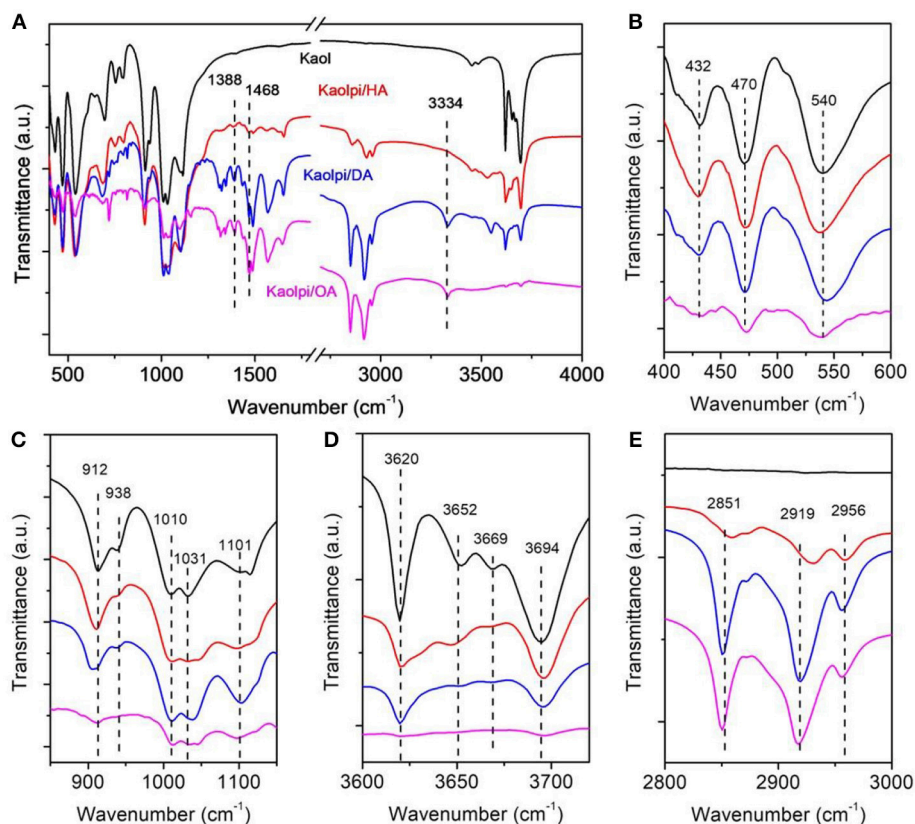 A
Transmittance (a.u.)
Kaol
1388
1468
Kaolpi/HA
3334
Kaolpi/DA
Kaolpi/OA
500 1000 1500 3000 3500 4000
Wavenumber (cm⁻¹)
B
Transmittance (a.u.)
432
470
540
400 450 500 550 600
Wavenumber (cm⁻¹)
C
Transmittance (a.u.)
912
938
1010
1031
1101
900 1000 1100
Wavenumber (cm⁻¹)
D
Transmittance (a.u.)
3620
3652
3669
3694
3600 3650 3700
Wavenumber (cm⁻¹)
E
Transmittance (a.u.)
2851
2919
2956
2800 2900 3000
Wavenumber (cm⁻¹)